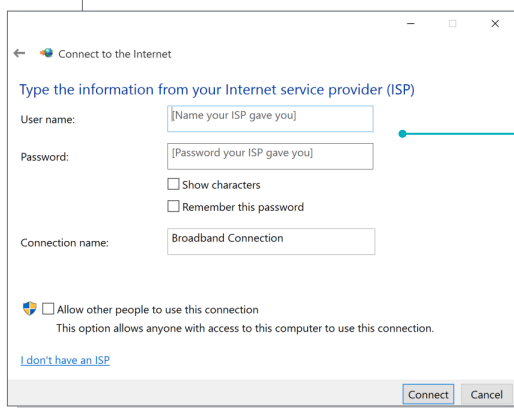 Connect to the Internet
Type the information from your Internet service provider (ISP)
User name:
[Name your ISP gave you]
Password:
[Password your ISP gave you]
Show characters
Remember this password
Connection name:
Broadband Connection
Allow other people to use this connection
This option allows anyone with access to this computer to use this connection.
I don't have an ISP
Connect
Cancel